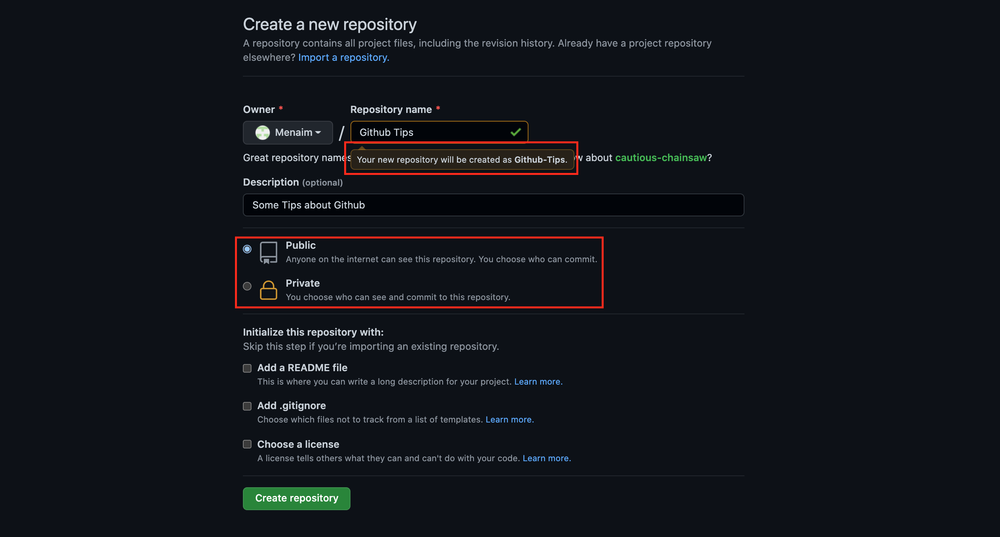 Create a new repository
A repository contains all project files, including the revision history. Already have a project repository
elsewhere? Import a repository.
Owner *
Repository name *
Menaim
/
Github Tips
Great repository names
about cautious-chainsaw?
Your new repository will be created as Github-Tips.
Description (optional)
Some Tips about Github
Public
Anyone on the internet can see this repository. You choose who can commit.
Private
You choose who can see and commit to this repository.
Initialize this repository with:
Skip this step if you’re importing an existing repository.
Add a README file
This is where you can write a long description for your project. Learn more.
Add .gitignore
Choose which files not to track from a list of templates. Learn more.
Choose a license
A license tells others what they can and can't do with your code. Learn more.
Create repository